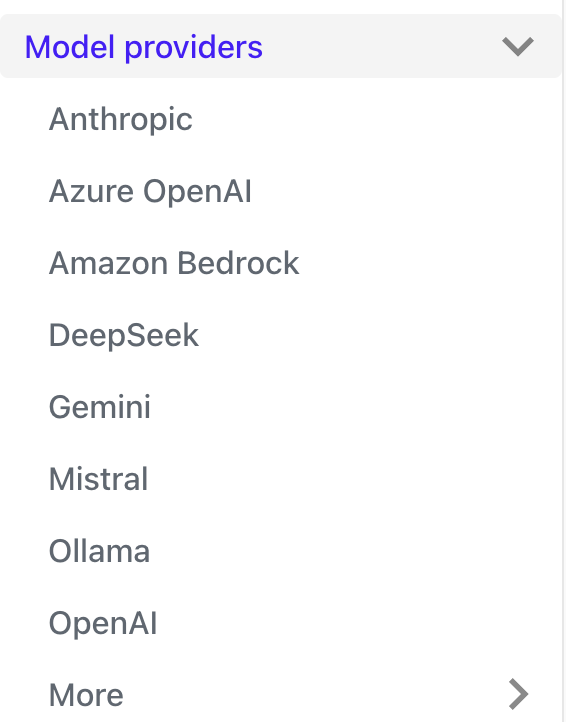 Model providers
Anthropic
Azure OpenAI
Amazon Bedrock
DeepSeek
Gemini
Mistral
Ollama
OpenAI
More